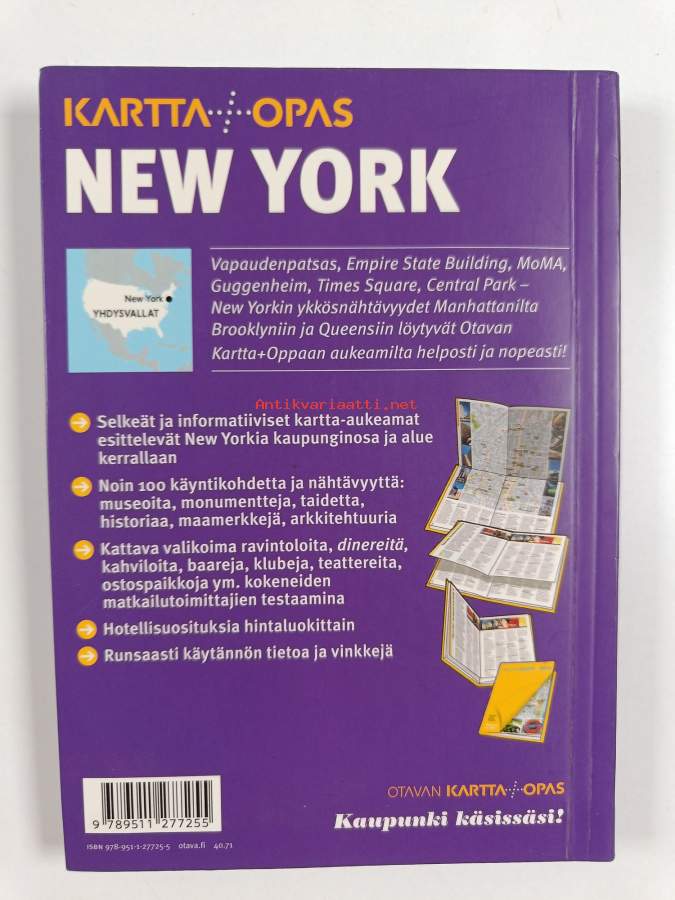 KARTTA+OPAS
NEW YORK
New York
YHDYSVALLAT
Vapaudenpatsas, Empire State Building, MoMA,
Guggenheim, Times Square, Central Park –
New Yorkin ykkösnähtävyydet Manhattanilta
Brooklyniin ja Queensiin löytyvät Otavan
Kartta+Oppaan aukeamilta helposti ja nopeasti!
Antikvariaatti.net
Selkeät ja informatiiviset kartta-aukeamat
esittelevät New Yorkia kaupunginosa ja alue
kerrallaan
Noin 100 käyntikohdetta ja nähtävyyttä:
museoita, monumentteja, taidetta,
historiaa, maamerkkejä, arkkitehtuuria
Kattava valikoima ravintoloita, dinereitä,
kahviloita, baareja, klubeja, teattereita,
ostospaikkoja ym. kokeneiden
matkailutoimittajien testaamina
Hotellisuosituksia hintaluokittain
Runsaasti käytännön tietoa ja vinkkejä
OTAVAN KARTTA+OPAS
Kaupunki käsissäsi!
9 789511 277255
ISBN 978-951-1-27725-5 otava.fi 40.71